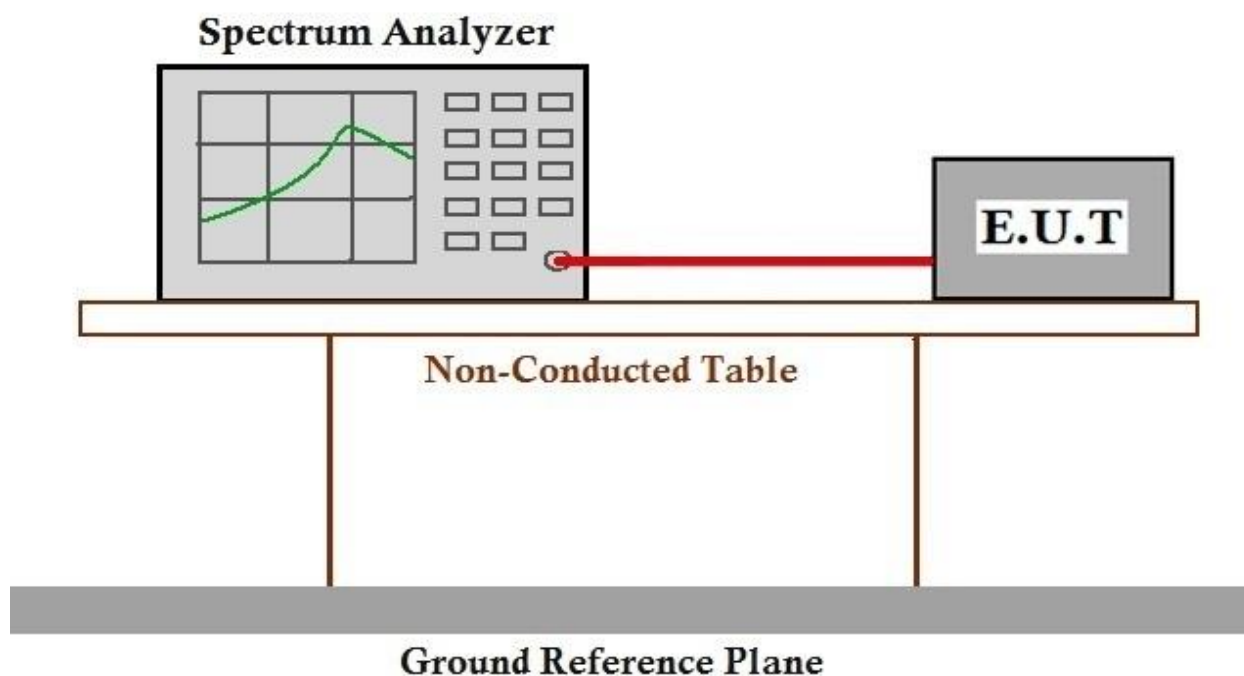 Spectrum Analyzer
E.U.T
Non-Conducted Table
Ground Reference Plane